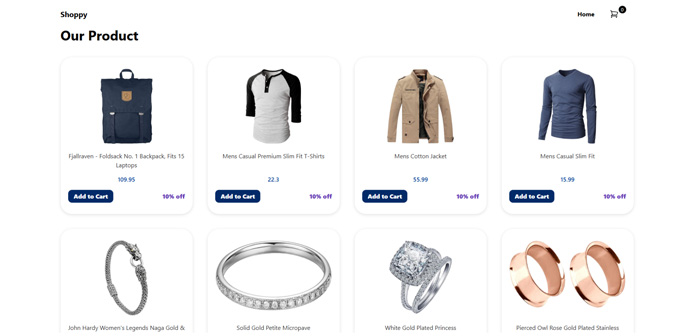 Shoppy
Home
0
Our Product
Fjallraven - Foldsack No. 1 Backpack, Fits 15
Laptops
109.95
Add to Cart
10% off
Mens Casual Premium Slim Fit T-Shirts
22.3
Add to Cart
10% off
Mens Cotton Jacket
55.99
Add to Cart
10% off
Mens Casual Slim Fit
15.99
Add to Cart
10% off
John Hardy Women's Legends Naga Gold &
Solid Gold Petite Micropave
White Gold Plated Princess
Pierced Owl Rose Gold Plated Stainless